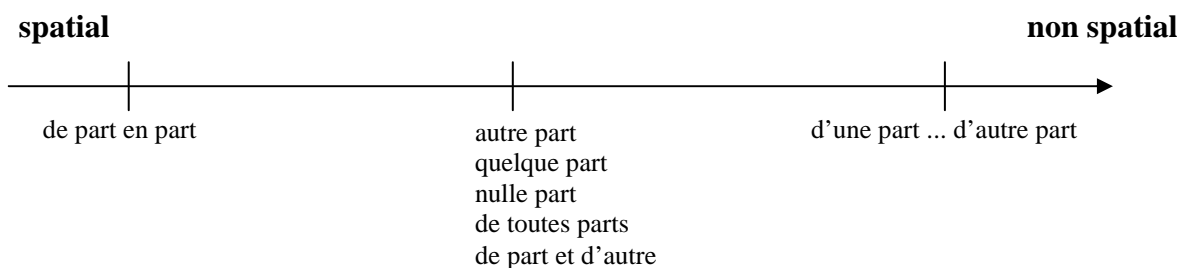 spatial
non spatial
de part en part
autre part
quelque part
nulle part
de toutes parts
de part et d’autre
d’une part ... d’autre part